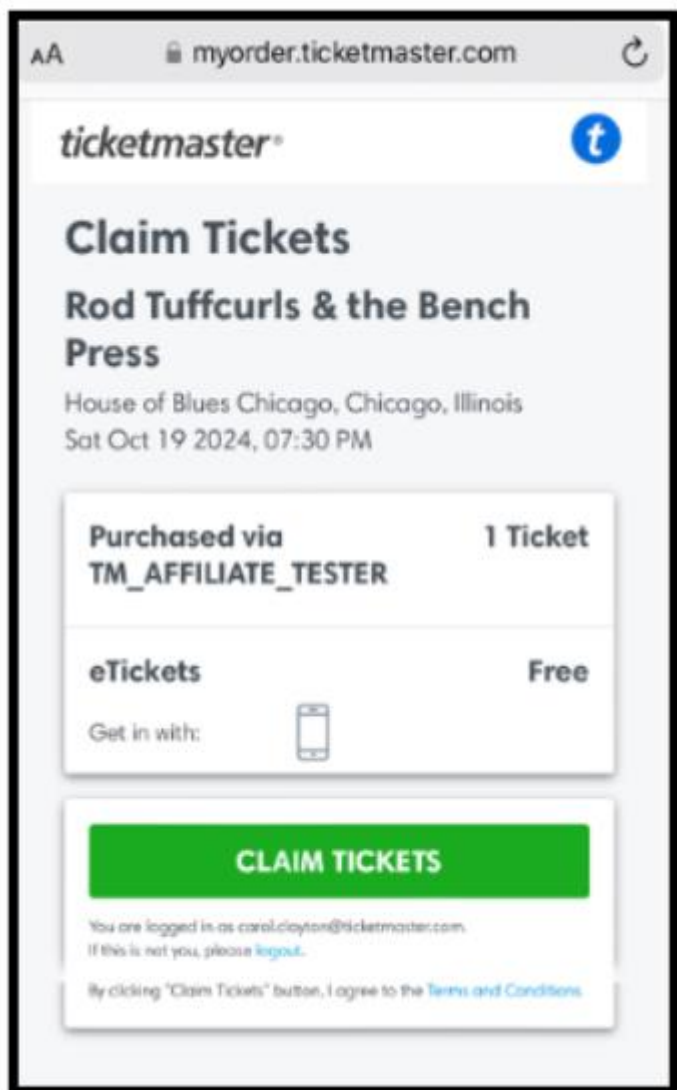 AA myorder.ticketmaster.com
ticketmaster®
t
Claim Tickets
Rod Tuffcurls & the Bench
Press
House of Blues Chicago, Chicago, Illinois
Sat Oct 19 2024, 07:30 PM
Purchased via 1 Ticket
TM_AFFILIATE_TESTER
eTickets Free
Get in with:
CLAIM TICKETS
You are logged in as carol.clayton@ticketmaster.com.
If this is not you, please logout.
By clicking "Claim Tickets" button, I agree to the Terms and Conditions